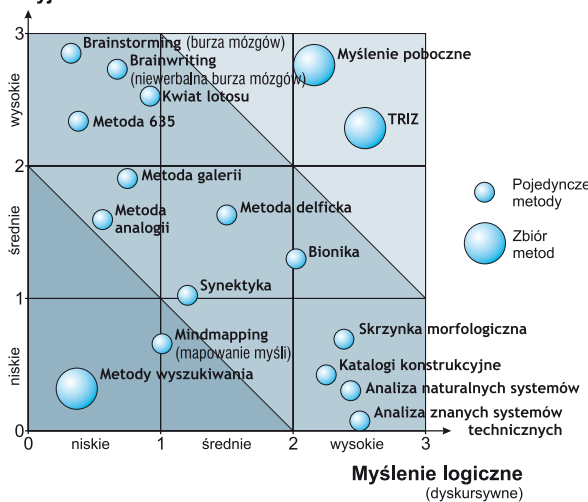 3
Brainstorming (burza mózgów)
Brainwriting
(niewerbalna burza mózgów)
Kwiat lotosu
Metoda 635
Myślenie poboczne
TRIZ
wysokie
2
Metoda galerii
Metoda
analogii
Metoda delficka
Bionika
Synektyka
średnie
1
Mindmapping
(mapowanie myśli)
Metody wyszukiwania
Skrzynka morfologiczna
Katalogi konstrukcyjne
Analiza naturalnych systemów
Analiza znanych systemów
technicznych
niskie
0
0 niskie 1 średnie 2 wysokie 3
Myślenie logiczne
(dyskursywne)
Pojedyncze
metody
Zbiór
metod